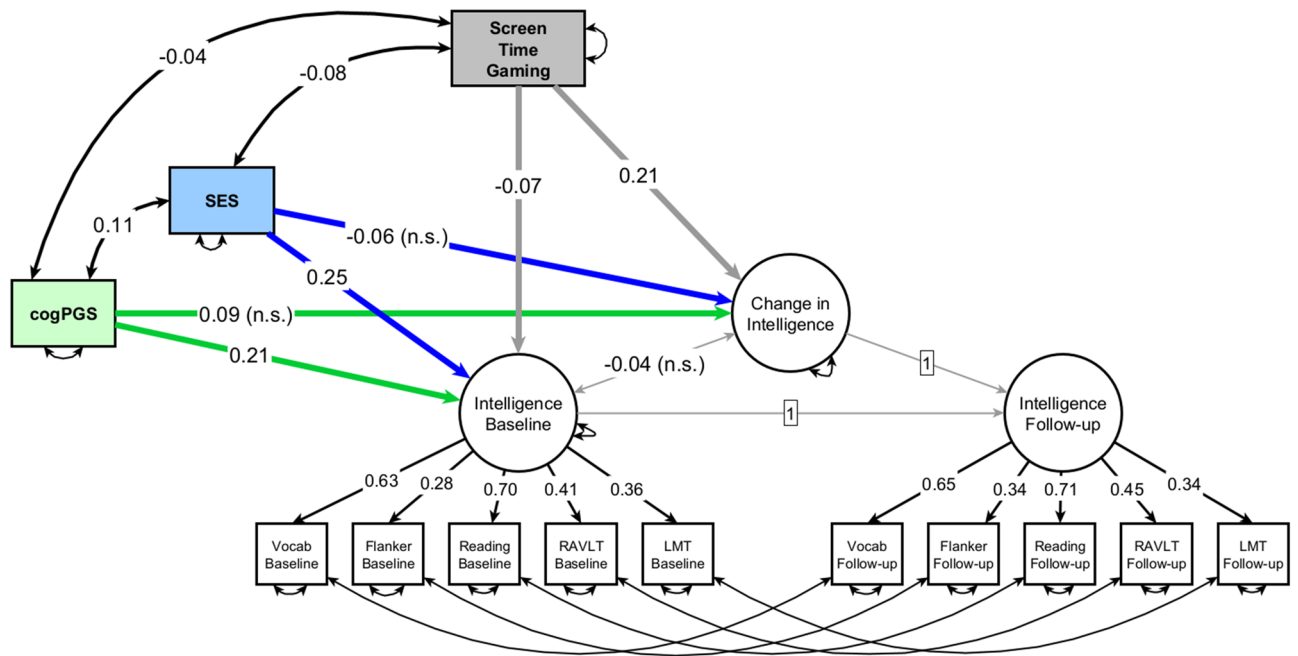 Screen
Time
Gaming
-0.04
-0.08
SES
0.11
-0.07
0.21
-0.06 (n.s.)
0.25
cogPGS
0.09 (n.s.)
0.21
Change in
Intelligence
-0.04 (n.s.)
1
Intelligence
Baseline
1
Intelligence
Follow-up
0.63
0.28
0.70
0.41
0.36
0.65
0.34
0.71
0.45
0.34
Vocab
Baseline
Flanker
Baseline
Reading
Baseline
RAVLT
Baseline
LMT
Baseline
Vocab
Follow-up
Flanker
Follow-up
Reading
Follow-up
RAVLT
Follow-up
LMT
Follow-up